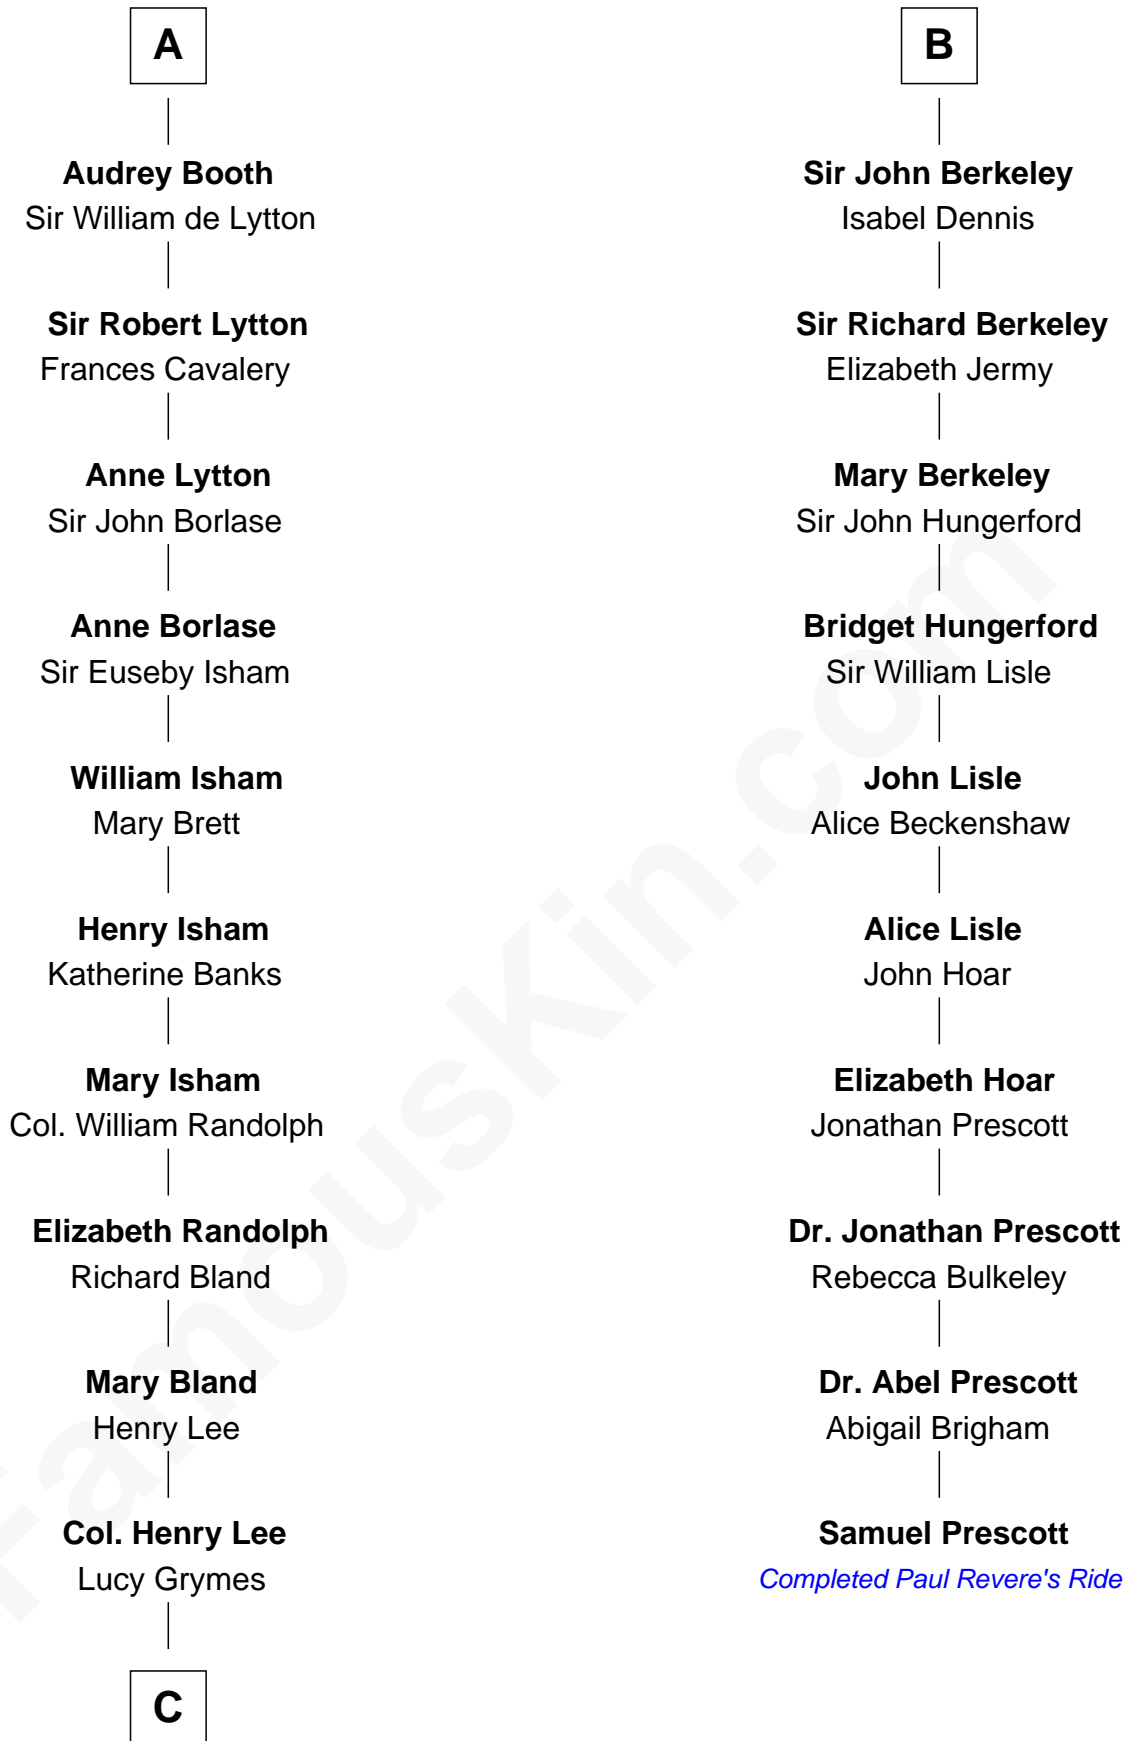 A
Audrey Booth
Sir William de Lytton
Sir Robert Lytton
Frances Cavalery
Anne Lytton
Sir John Borlase
Anne Borlase
Sir Euseby Isham
William Isham
Mary Brett
Henry Isham
Katherine Banks
Mary Isham
Col. William Randolph
Elizabeth Randolph
Richard Bland
Mary Bland
Henry Lee
Col. Henry Lee
Lucy Grymes
C
B
Sir John Berkeley
Isabel Dennis
Sir Richard Berkeley
Elizabeth Jermy
Mary Berkeley
Sir John Hungerford
Bridget Hungerford
Sir William Lisle
John Lisle
Alice Beckenshaw
Alice Lisle
John Hoar
Elizabeth Hoar
Jonathan Prescott
Dr. Jonathan Prescott
Rebecca Bulkeley
Dr. Abel Prescott
Abigail Brigham
Samuel Prescott
Completed Paul Revere's Ride
FamousKin.com